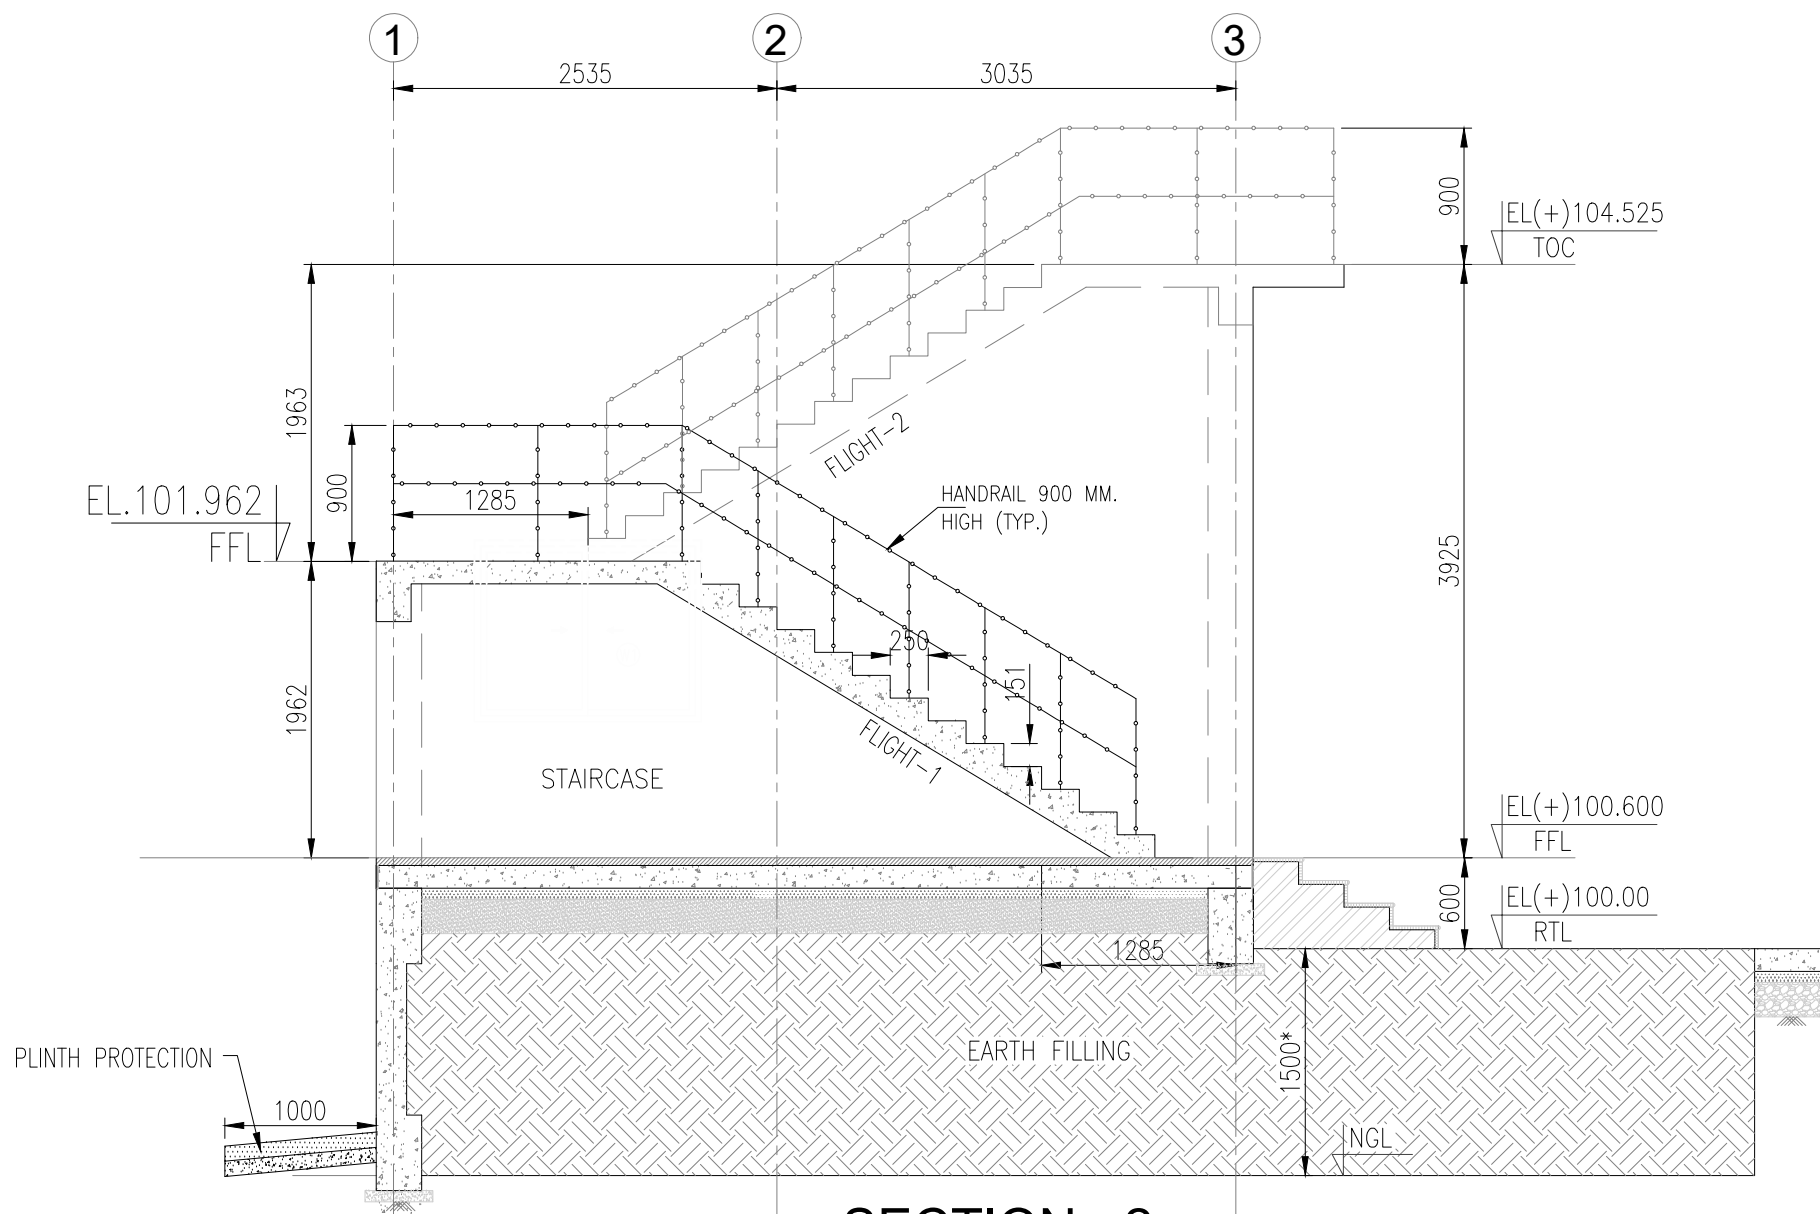 1
2
3
2535
3035
900
EL(+)104.525
TOC
1963
FLIGHT-2
900
1285
EL.101.962
FFL
HANDRAIL 900 MM.
HIGH (TYP.)
3925
250
151
1962
FLIGHT-1
STAIRCASE
EL(+)100.600
FFL
600
EL(+)100.00
RTL
1285
EARTH FILLING
1500*
PLINTH PROTECTION
1000
NGL